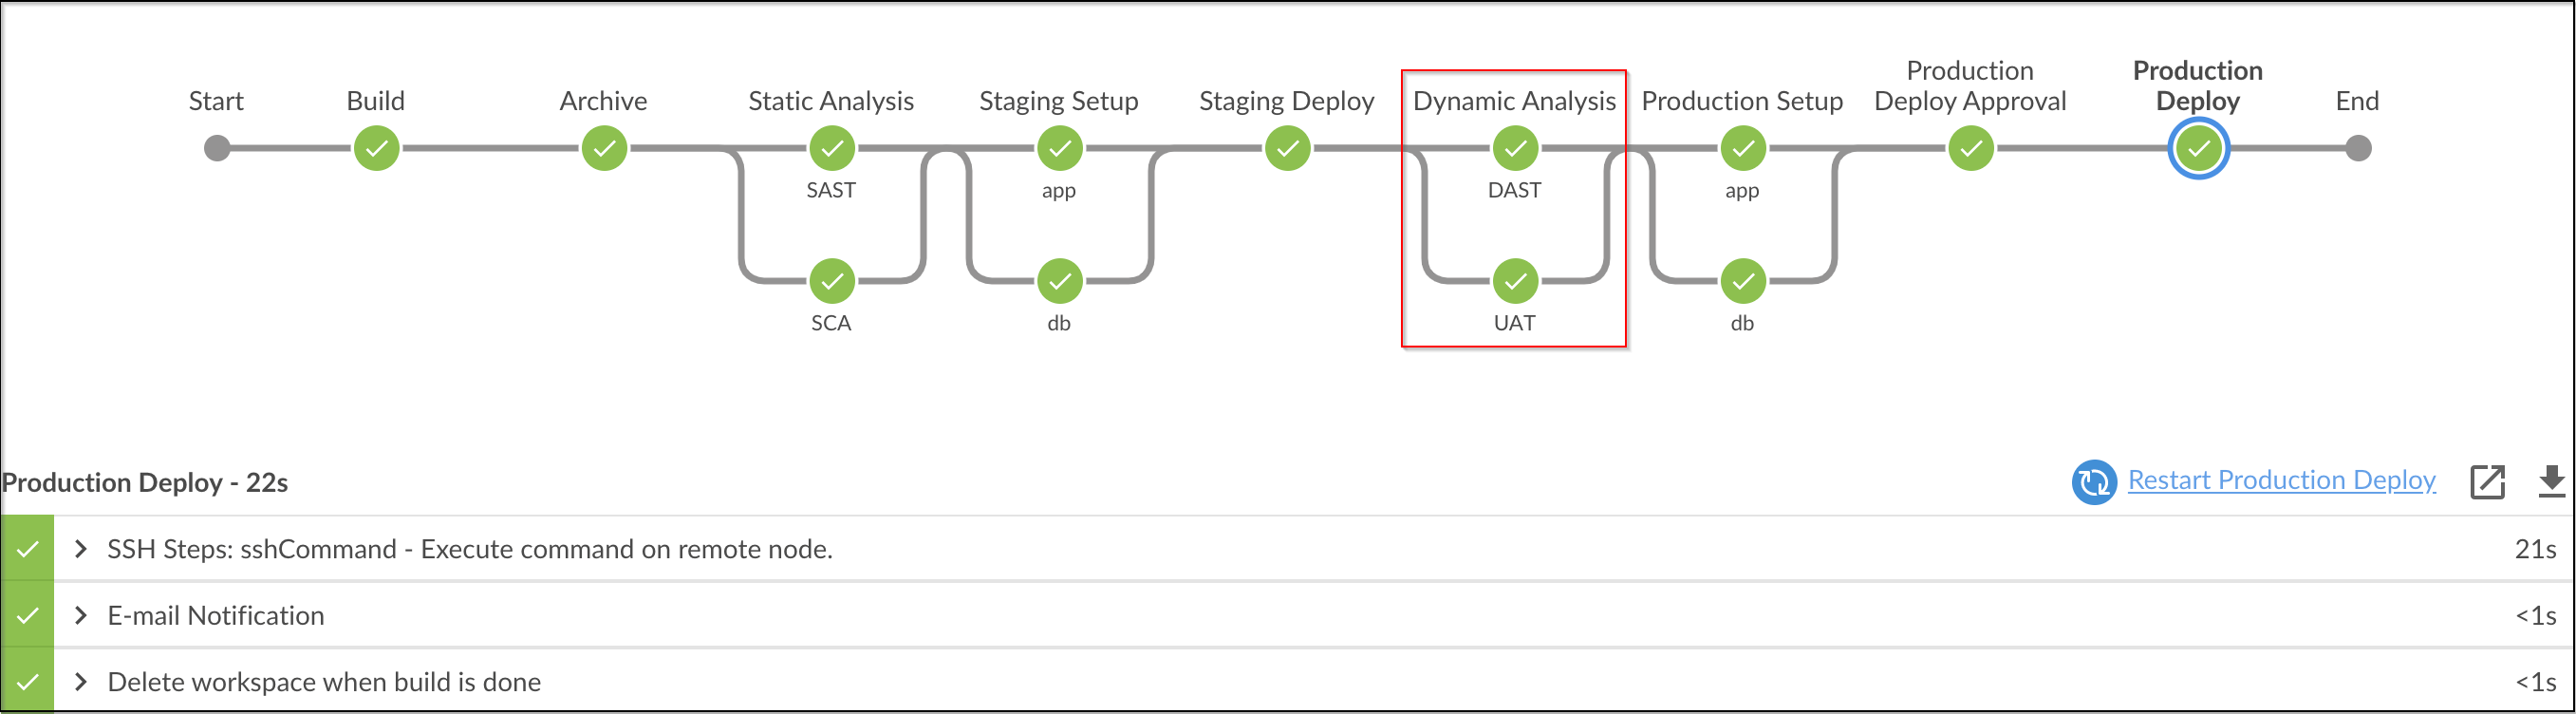 Start
Build
Archive
Static Analysis
Staging Setup
Staging Deploy
Dynamic Analysis
Production Setup
Production
Deploy Approval
Production
Deploy
End
SAST
app
DAST
app
SCA
db
UAT
db
Production Deploy - 22s
Restart Production Deploy
SSH Steps: sshCommand - Execute command on remote node.
21s
E-mail Notification
<1s
Delete workspace when build is done
<1s